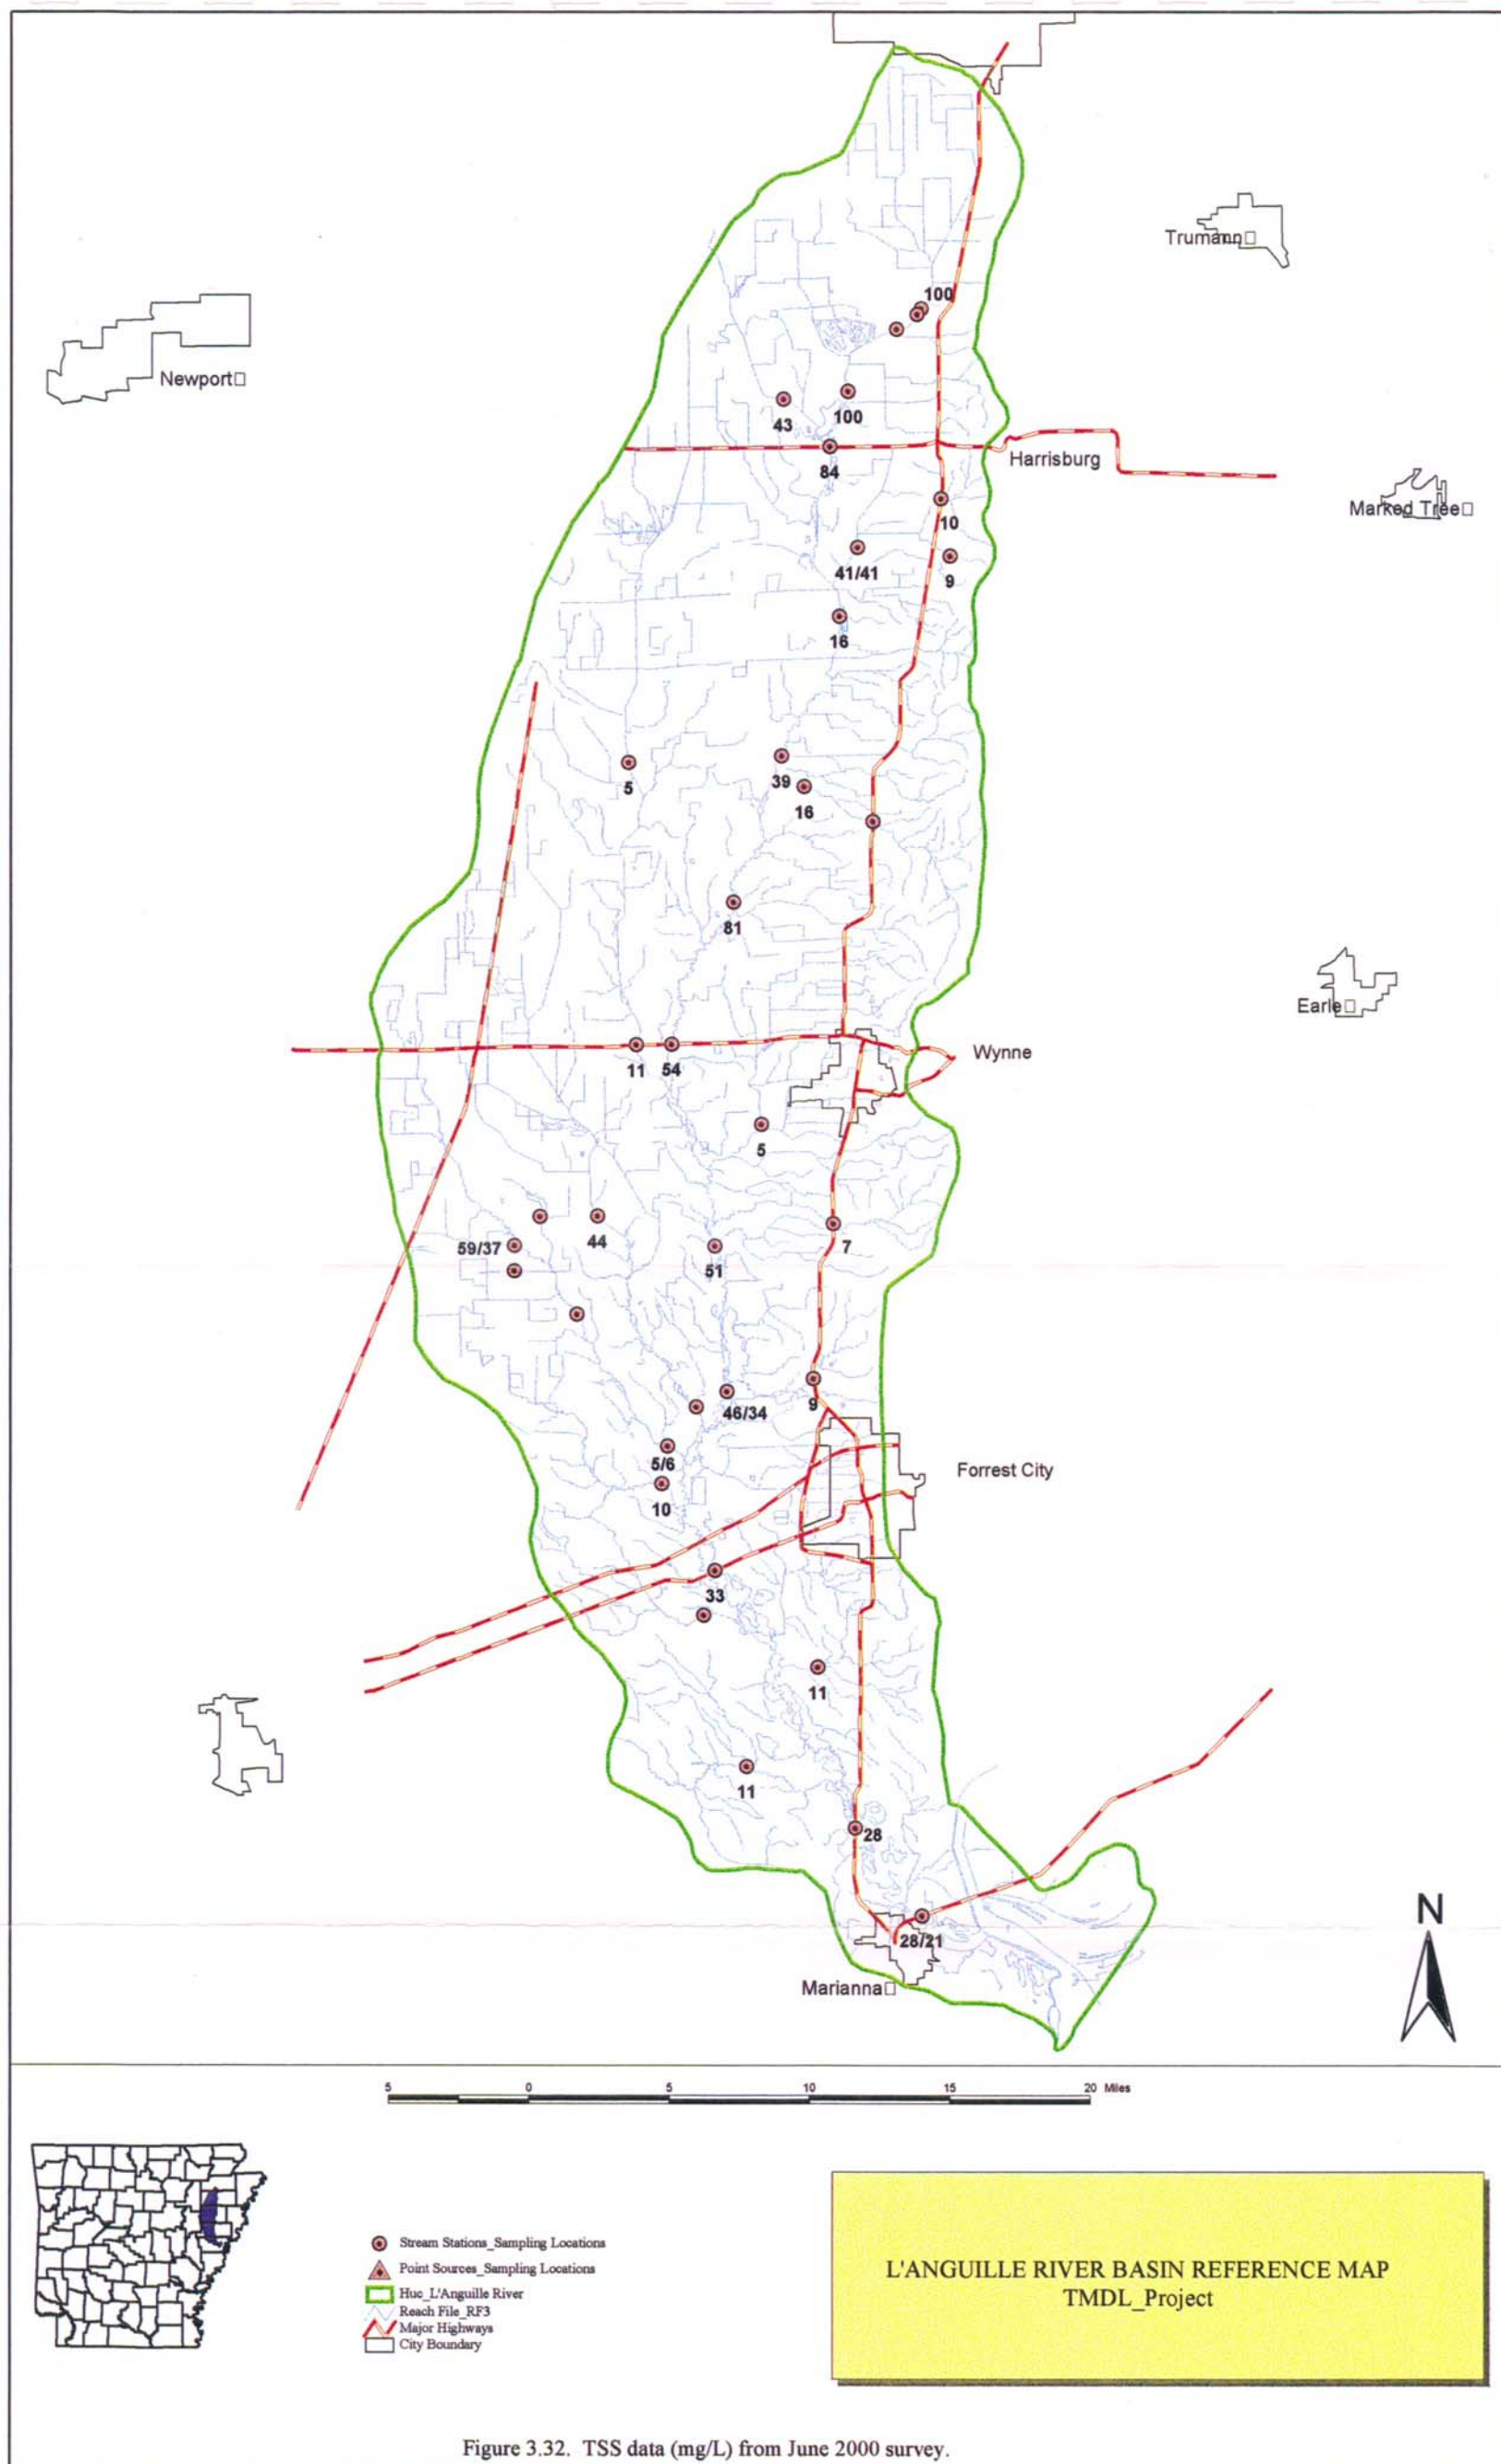 Trumann
100
Newport
43
100
84
Harrisburg
10
Marked Tree
41/41
9
16
5
39
16
81
Earle
11
54
Wynne
5
59/37
44
51
7
46/34
9
5/6
10
Forrest City
33
11
11
28
28/21
Marianna
N
5 0 5 10 15 20 Miles
Stream Stations_Sampling Locations
Point Sources_Sampling Locations
Huc_L'Anguille River
Reach File_RF3
Major Highways
City Boundary
L'ANGUILLE RIVER BASIN REFERENCE MAP
TMDL_Project
Figure 3.32. TSS data (mg/L) from June 2000 survey.